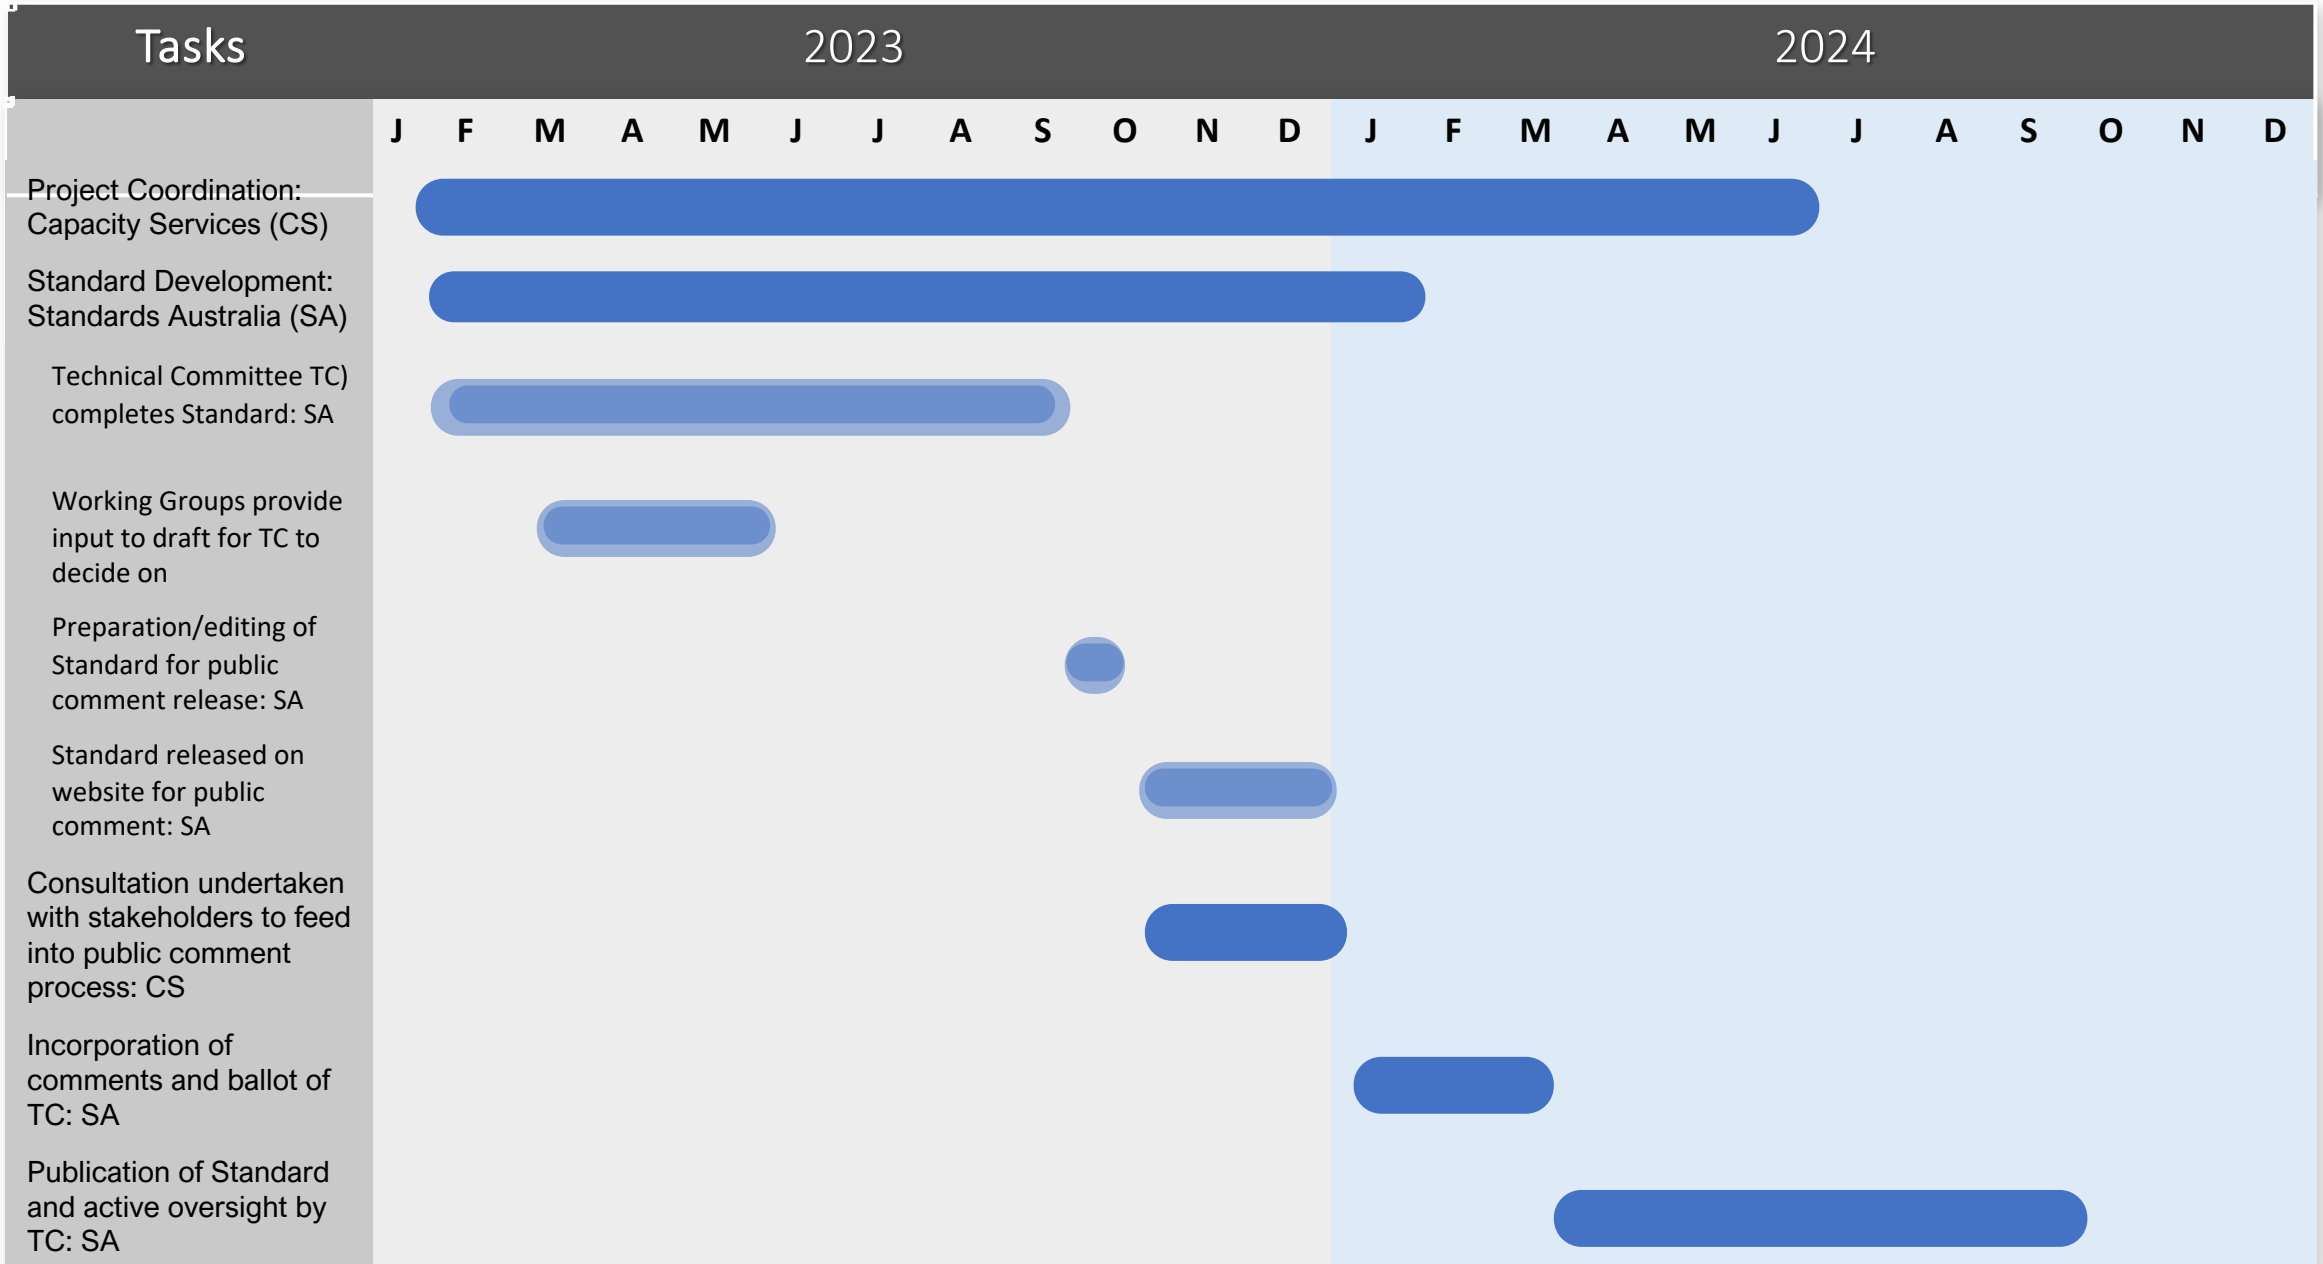 Tasks 2023 2024
J F M A M J J A S O N D J F M A M J J A S O N D
Project Coordination:
Capacity Services (CS)
Standard Development:
Standards Australia (SA)
Technical Committee TC)
completes Standard: SA
Working Groups provide
input to draft for TC to
decide on
Preparation/editing of
Standard for public
comment release: SA
Standard released on
website for public
comment: SA
Consultation undertaken
with stakeholders to feed
into public comment
process: CS
Incorporation of
comments and ballot of
TC: SA
Publication of Standard
and active oversight by
TC: SA